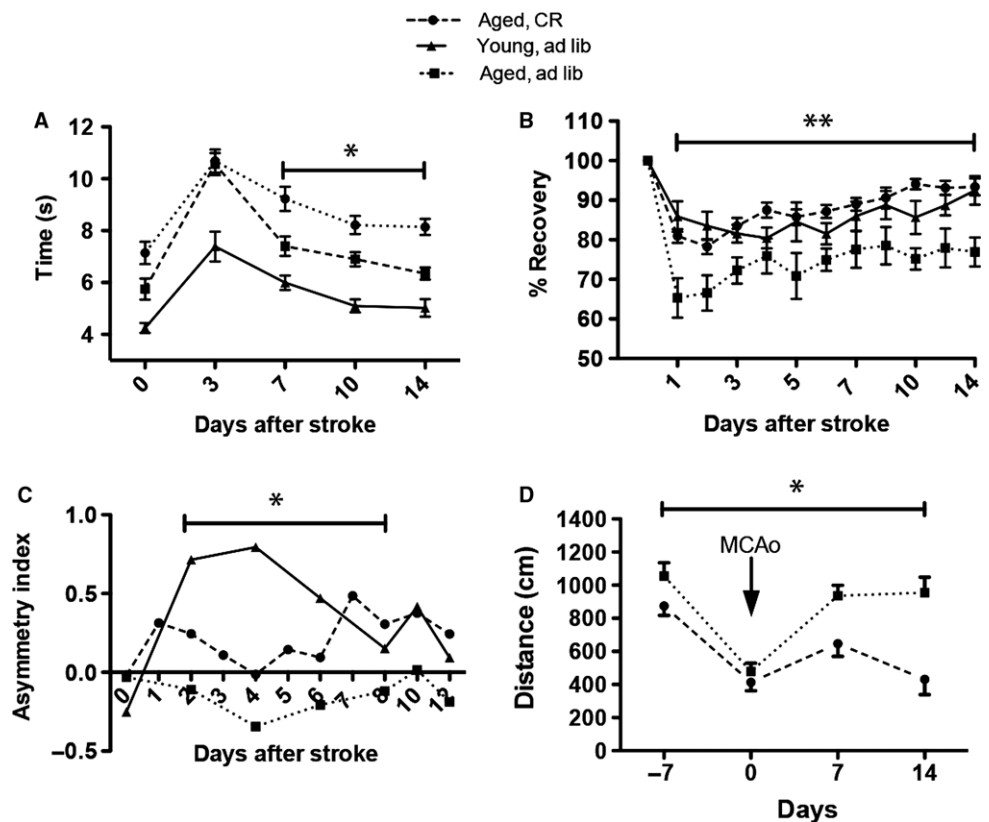 Aged, CR
Young, ad lib
Aged, ad lib
A
12
10
8
6
4
Time (s)
*
0 3 7 10 14
Days after stroke
B
110
100
90
80
70
60
50
% Recovery
**
1 3 5 7 10 14
Days after stroke
C
1.0
0.5
0.0
–0.5
Asymmetry index
*
0 1 2 3 4 5 6 7 8 10 12
Days after stroke
D
1400
1200
1000
800
600
400
200
0
Distance (cm)
*
MCAo
–7 0 7 14
Days